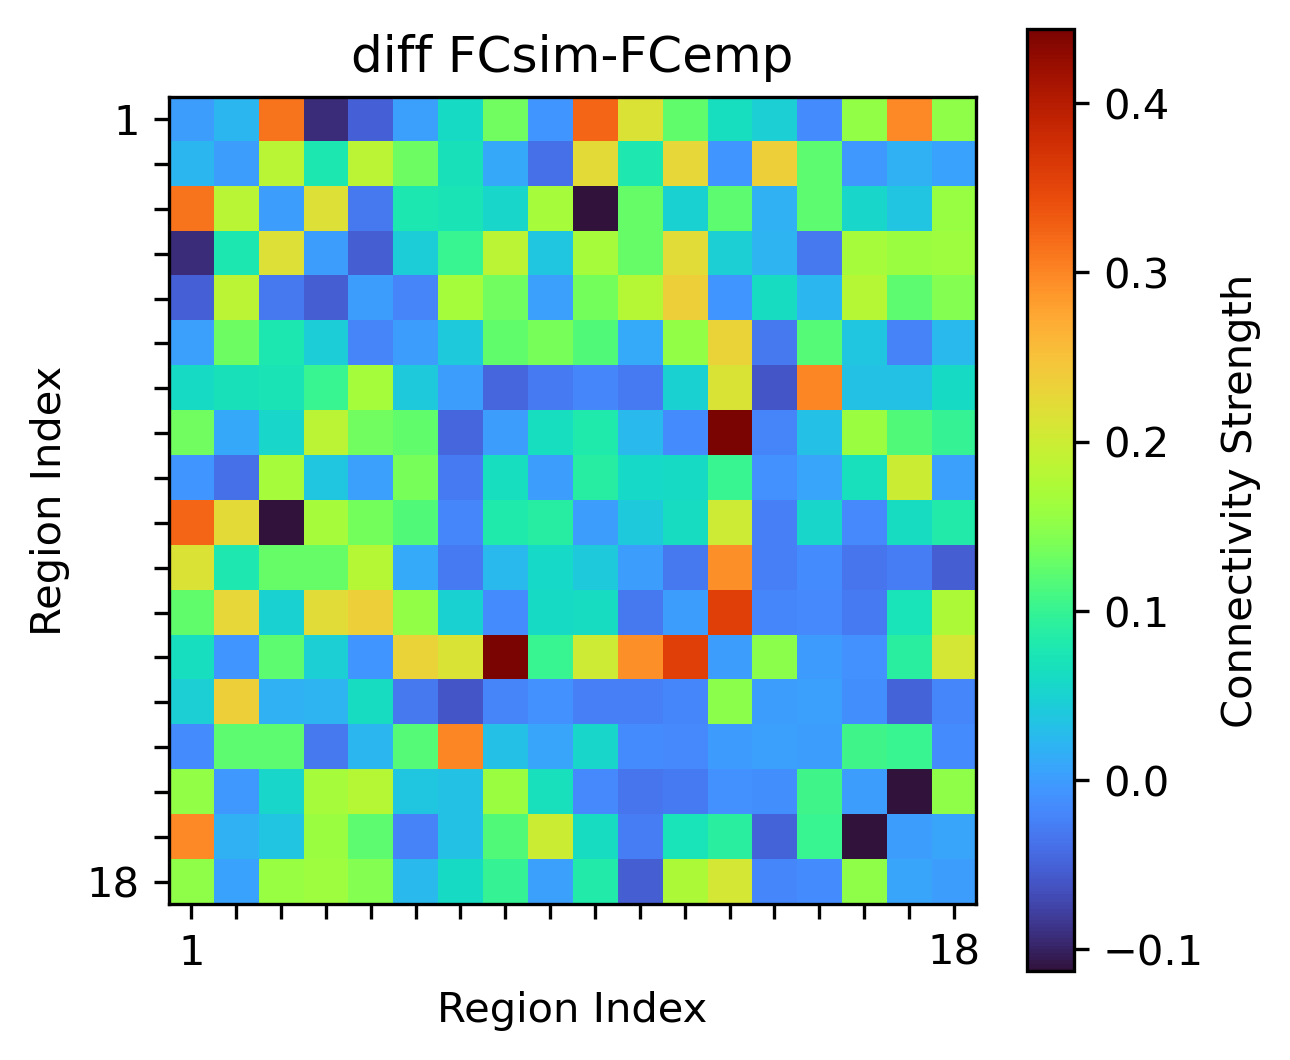 diff FCsim-FCemp
1
18
1
18
Region Index
Region Index
0.4
0.3
0.2
0.1
0.0
−0.1
Connectivity Strength